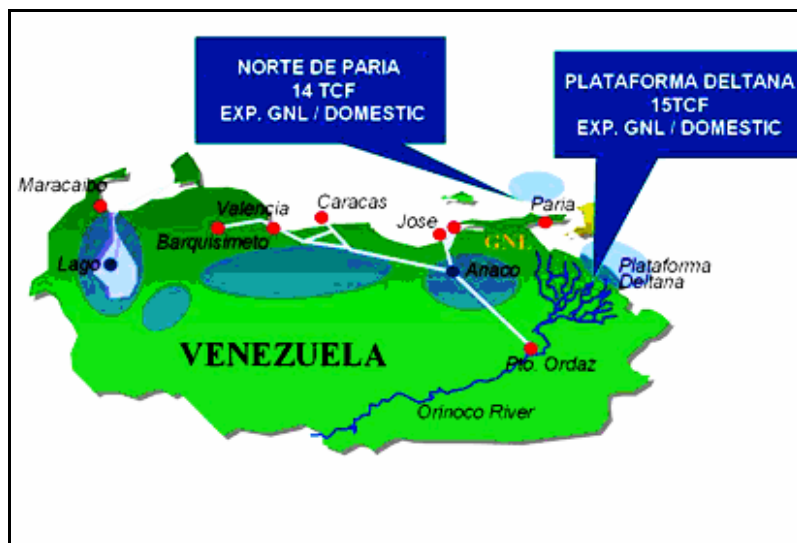 NORTE DE PARIA
14 TCF
EXP. GNL / DOMESTIC
PLATAFORMA DELTANA
15TCF
EXP. GNL / DOMESTIC
Maracaibo
Valencia
Caracas
Barquisimeto
Jose
Paria
GNL
Lago
Anaco
Plataforma
Deltana
VENEZUELA
Pto. Ordaz
Orinoco River